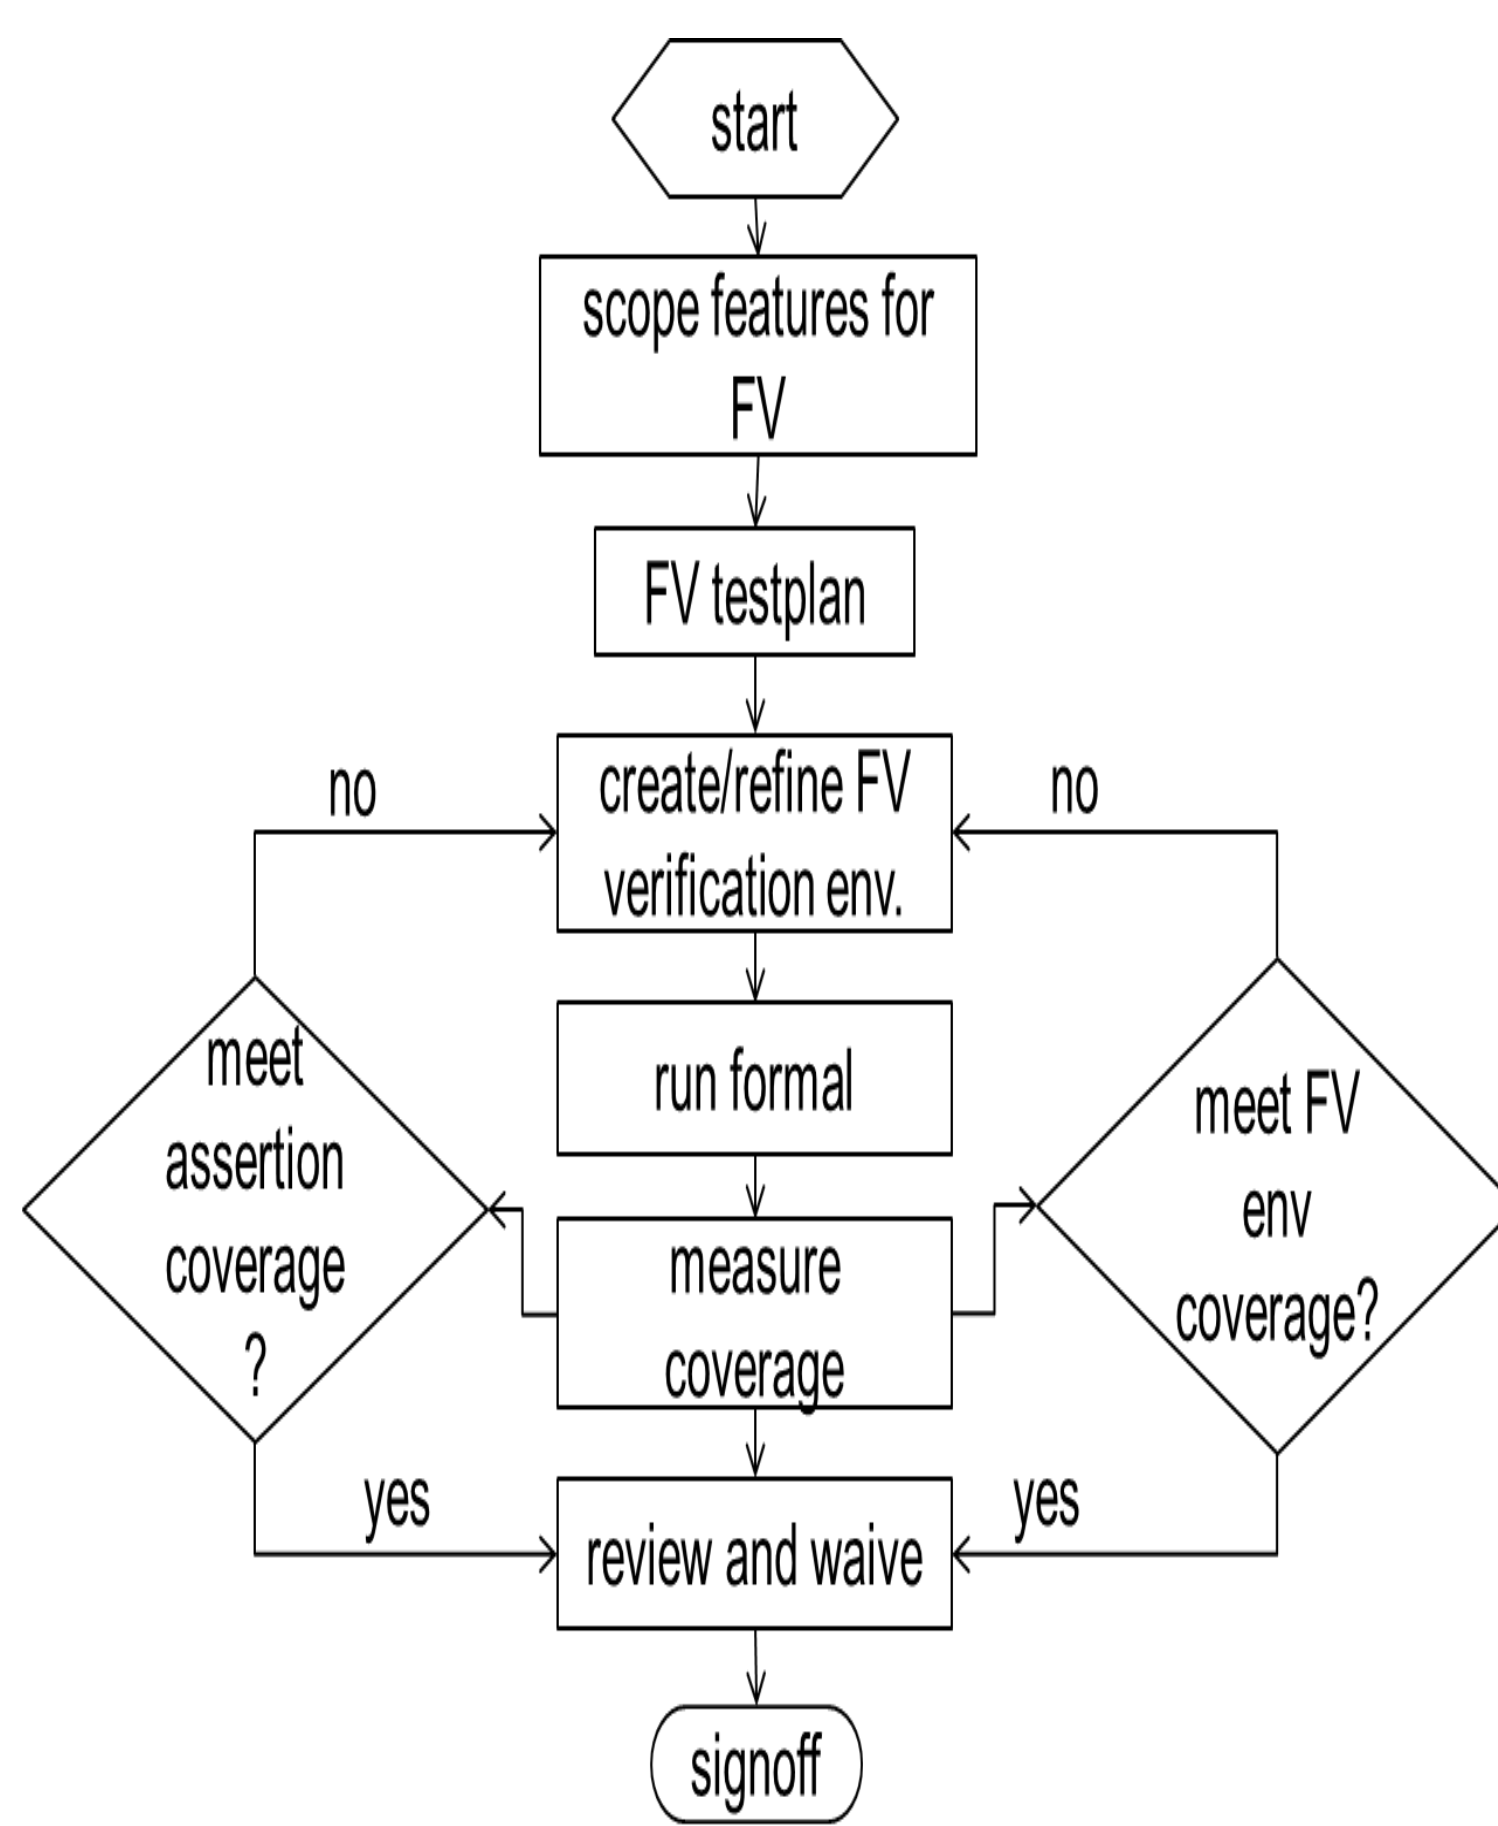 start
scope features for
FV
FV testplan
no
create/refine FV
verification env.
no
meet
assertion
coverage
?
run formal
meet FV
env
coverage?
measure
coverage
yes
review and waive
yes
signoff